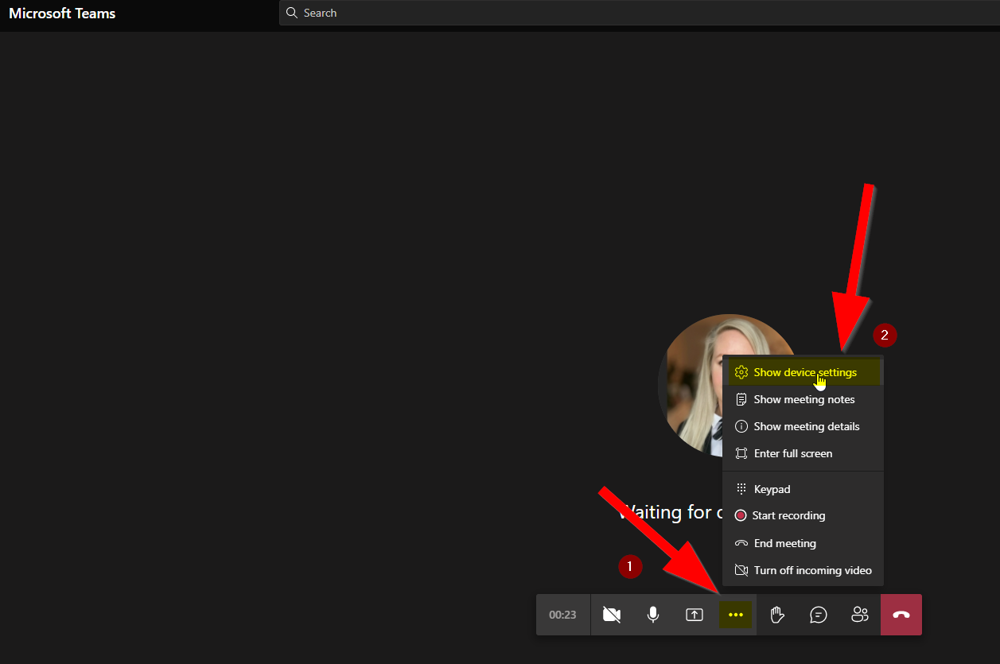 Microsoft Teams
Search
2
Show device settings
Show meeting notes
Show meeting details
Enter full screen
Keypad
Waiting for
Start recording
End meeting
1
Turn off incoming video
00:23